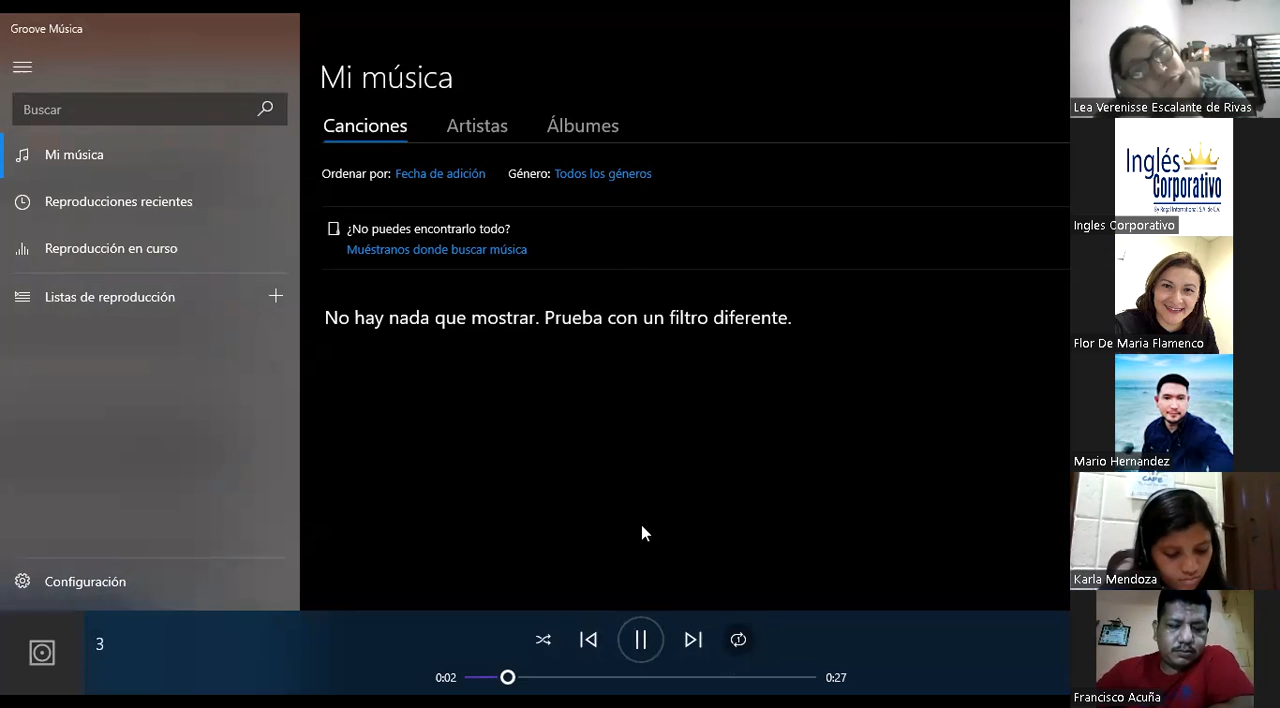 Groove Música
Buscar
Mi música
Reproducciones recientes
Reproducción en curso
Listas de reproducción
Configuración
Mi música
Canciones Artistas Álbumes
Ordenar por: Fecha de adición Género: Todos los géneros
¿No puedes encontrarlo todo?
Muéstranos donde buscar música
No hay nada que mostrar. Prueba con un filtro diferente.
3
0:02 0:27
Lea Verenisse Escalante de Rivas
Inglés
Corporativo
Ingles Corporativo
Flor De Maria Flamenco
Mario Hernandez
CAFE
Karla Mendoza
Francisco Acuña